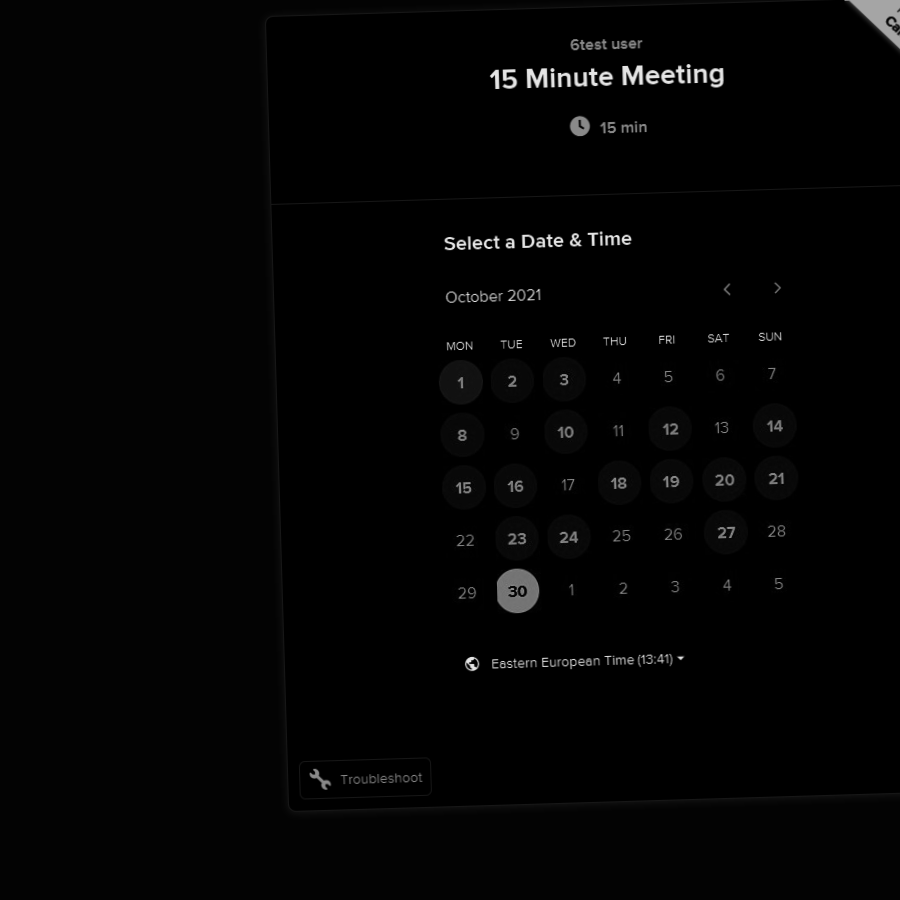 6test user
15 Minute Meeting
15 min
Select a Date & Time
October 2021
MON TUE WED THU FRI SAT SUN
1 2 3 4 5 6 7
8 9 10 11 12 13 14
15 16 17 18 19 20 21
22 23 24 25 26 27 28
29 30 1 2 3 4 5
Eastern European Time (13:41)
Troubleshoot